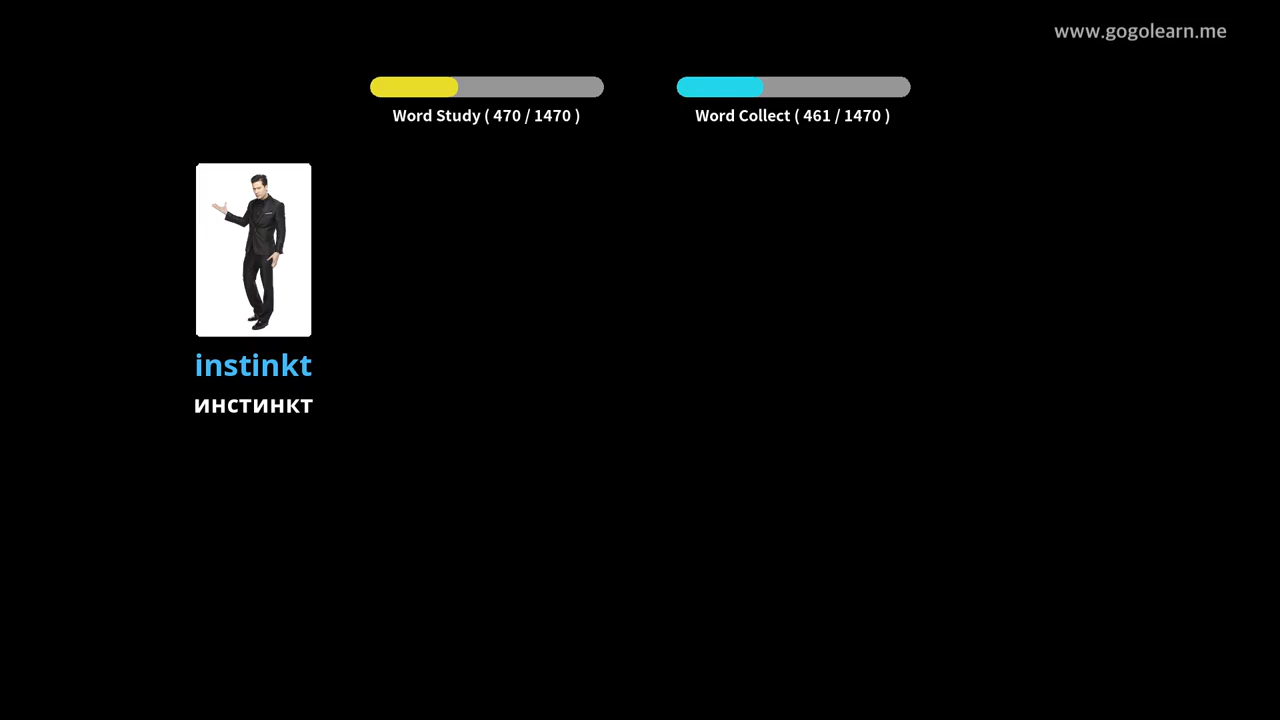 www.gogolearn.me
Word Study ( 470 / 1470 )
Word Collect ( 461 / 1470 )
instinkt
инстинкт